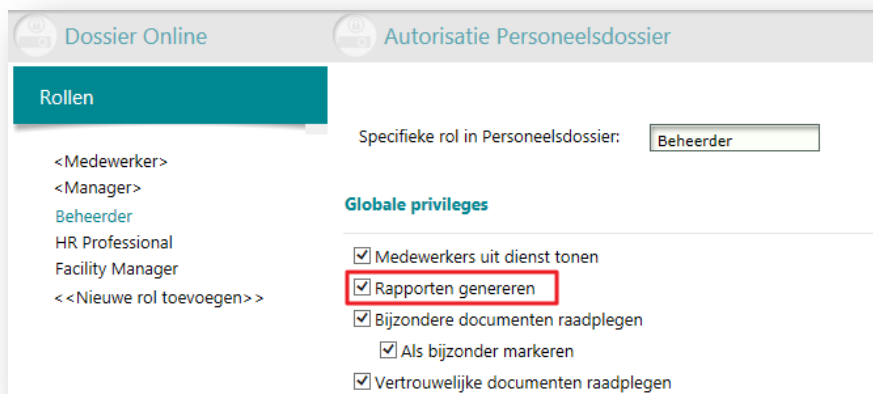 Dossier Online
Autorisatie Personeelsdossier
Rollen
<Medewerker>
<Manager>
Beheerder
HR Professional
Facility Manager
<<Nieuwe rol toevoegen>>
Specifieke rol in Personeelsdossier: Beheerder
Globale privileges
Medewerkers uit dienst tonen
Rapporten genereren
Bijzondere documenten raadplegen
Als bijzonder markeren
Vertrouwelijke documenten raadplegen